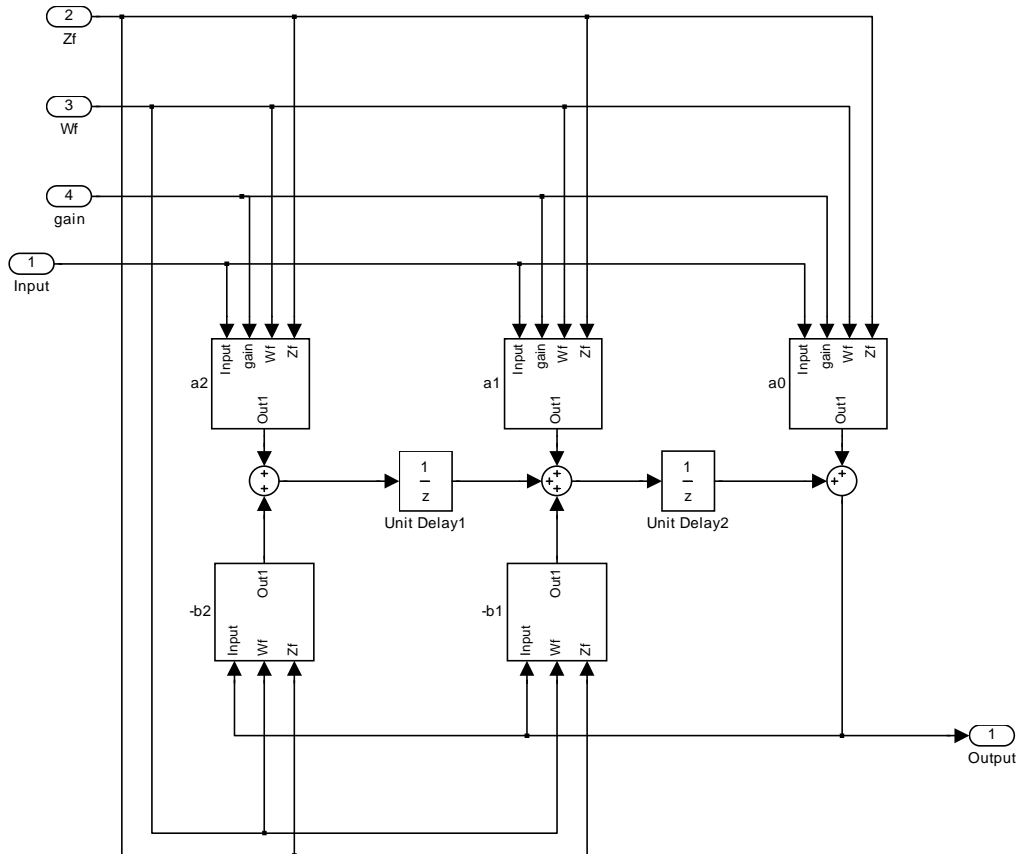 2
Zf
3
Wf
4
gain
1
Input
Input
gain
Wf
Zf
a2
Out1
Input
gain
Wf
Zf
a1
Out1
Input
gain
Wf
Zf
a0
Out1
+
+
1
z
Unit Delay1
+
+
+
1
z
Unit Delay2
+
+
-b2
Out1
Input
Wf
Zf
-b1
Out1
Input
Wf
Zf
1
Output